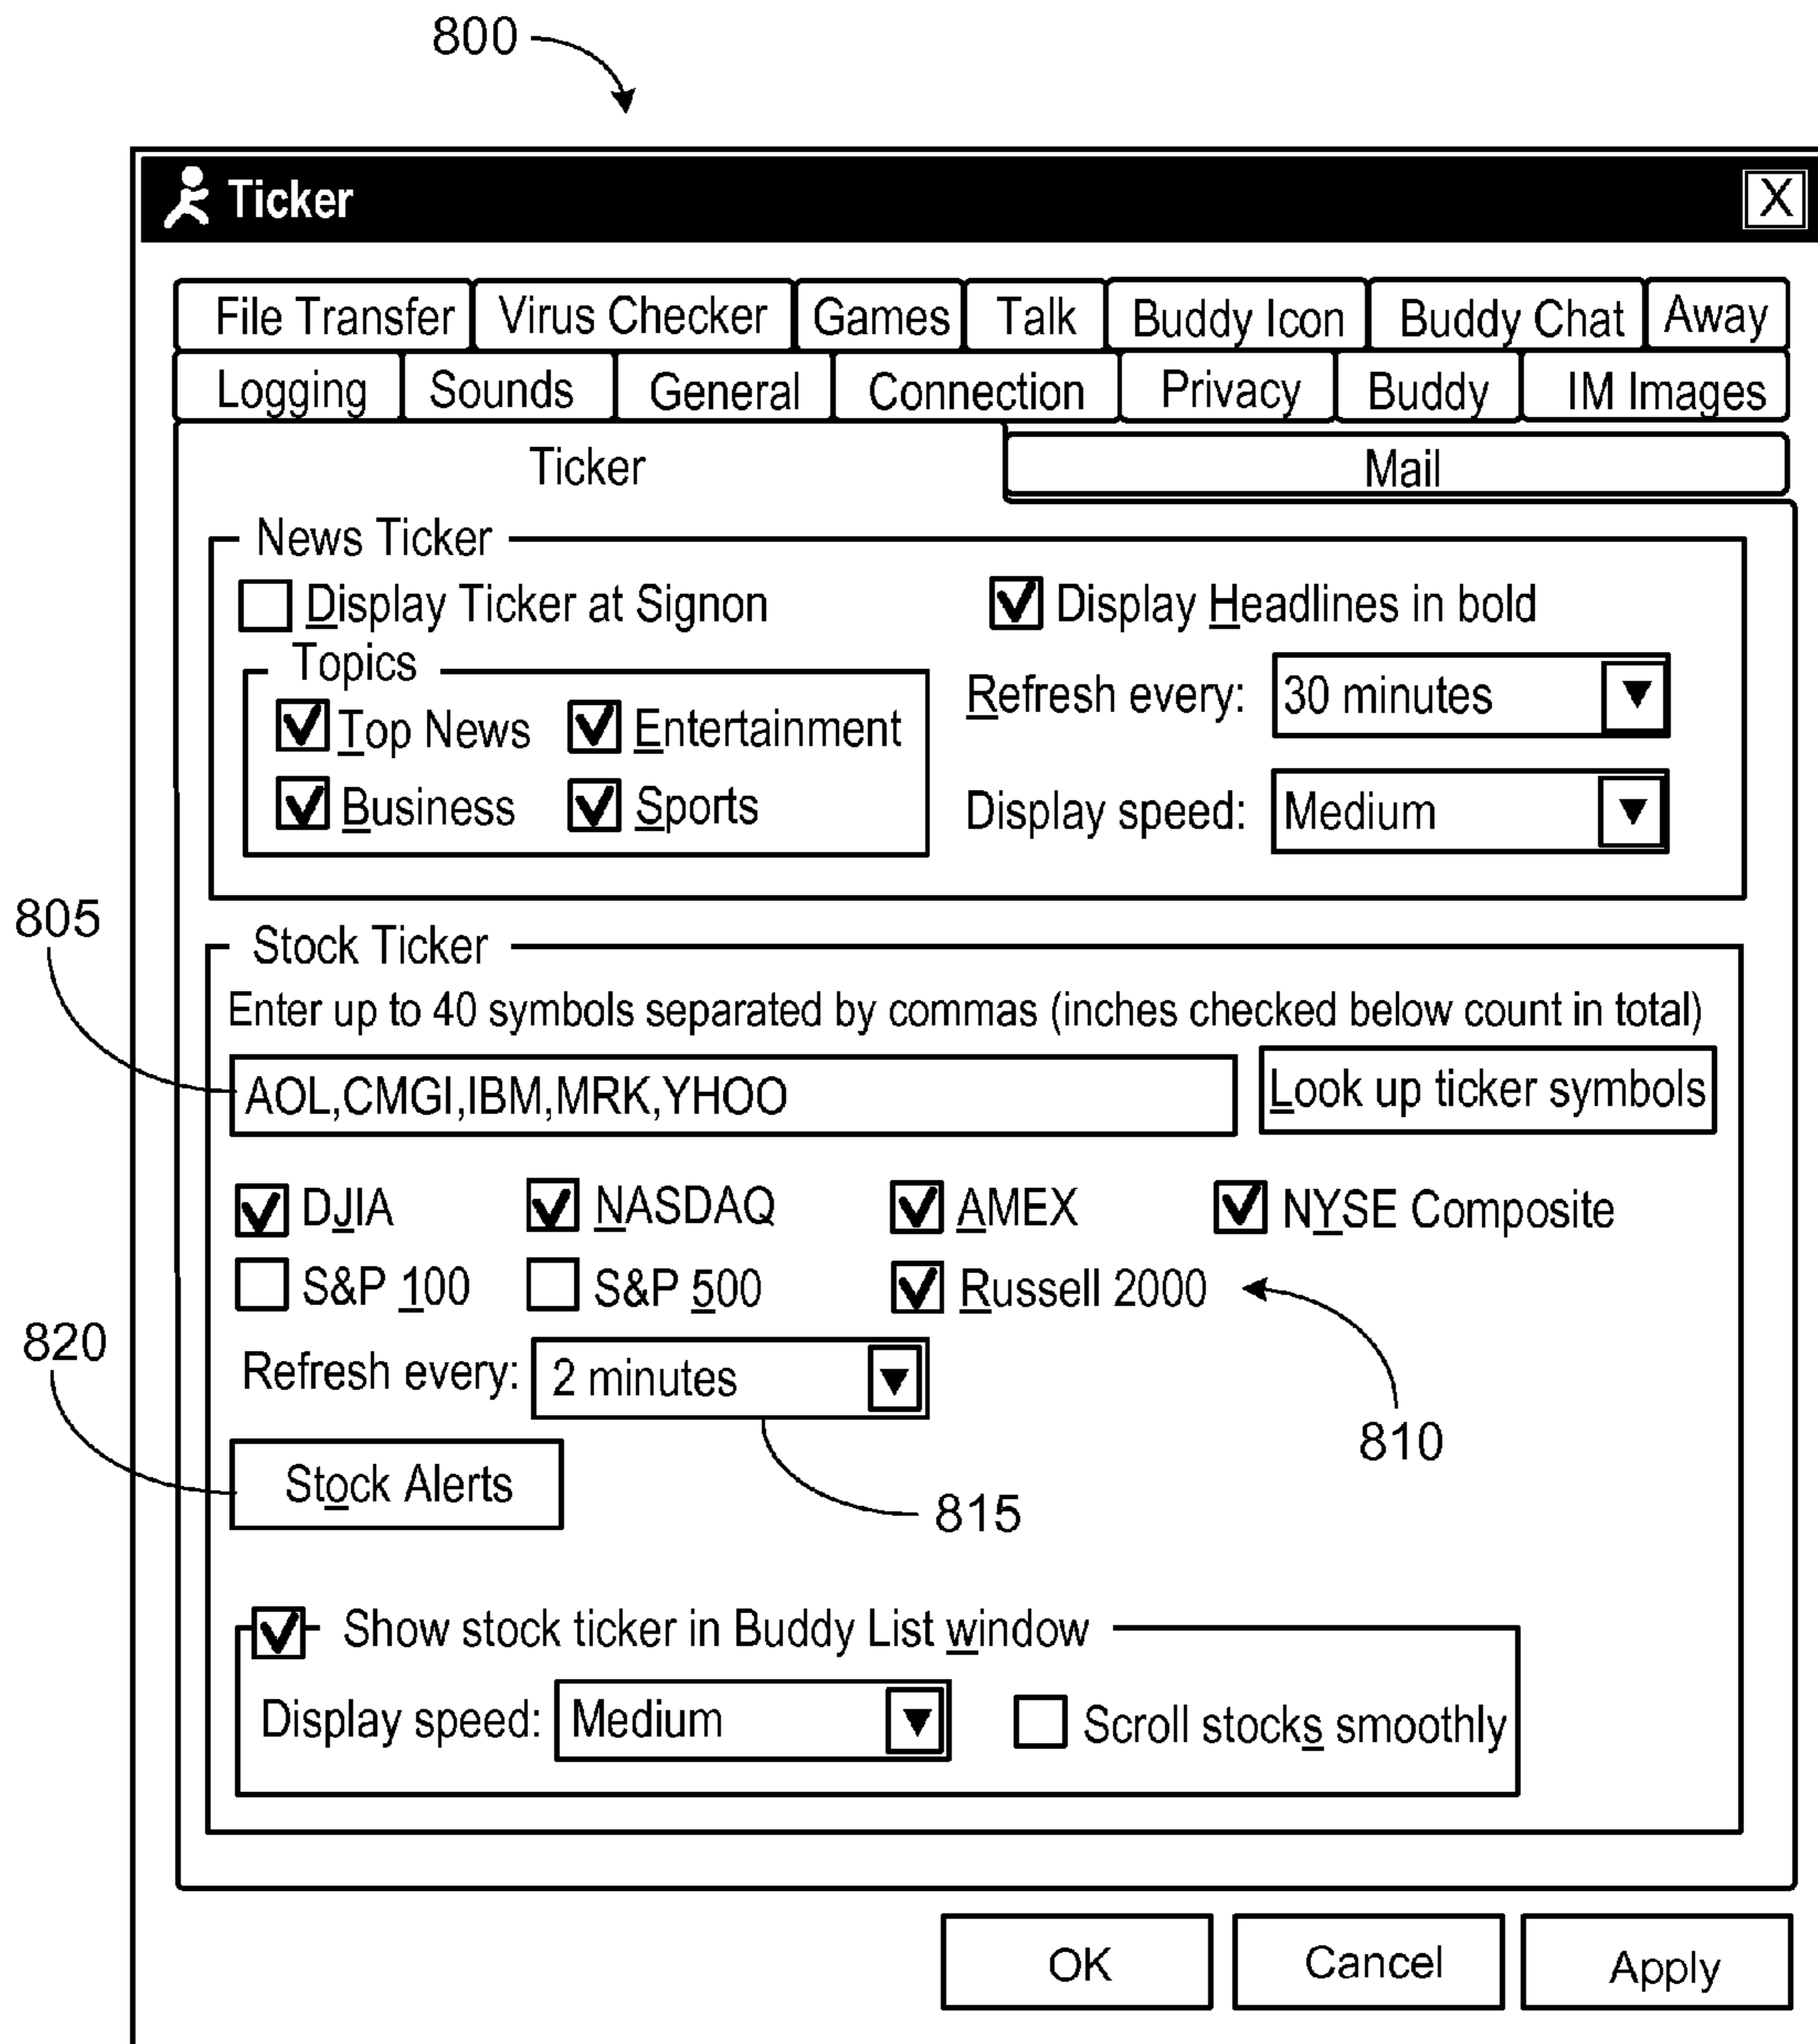 800
Ticker X
File Transfer Virus Checker Games Talk Buddy Icon Buddy Chat Away
Logging Sounds General Connection Privacy Buddy IM Images
Ticker Mail
News Ticker
Display Ticker at Signon Display Headlines in bold
Topics
Refresh every: 30 minutes
Top News Entertainment
Business Sports
Display speed: Medium
805
Stock Ticker
Enter up to 40 symbols separated by commas (inches checked below count in total)
AOL,CMGI,IBM,MRK,YHOO Look up ticker symbols
DJIA NASDAQ AMEX NYSE Composite
S&P 100 S&P 500 Russell 2000
820
Refresh every: 2 minutes
810
Stock Alerts
815
Show stock ticker in Buddy List window
Display speed: Medium Scroll stocks smoothly
OK Cancel Apply